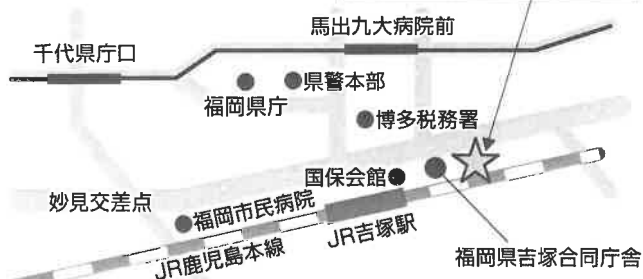 馬出九大病院前
千代県庁口
県警本部
福岡県庁
博多税務署
国保会館
妙見交差点
福岡市民病院
JR吉塚駅
JR鹿児島本線
福岡県吉塚合同庁舎